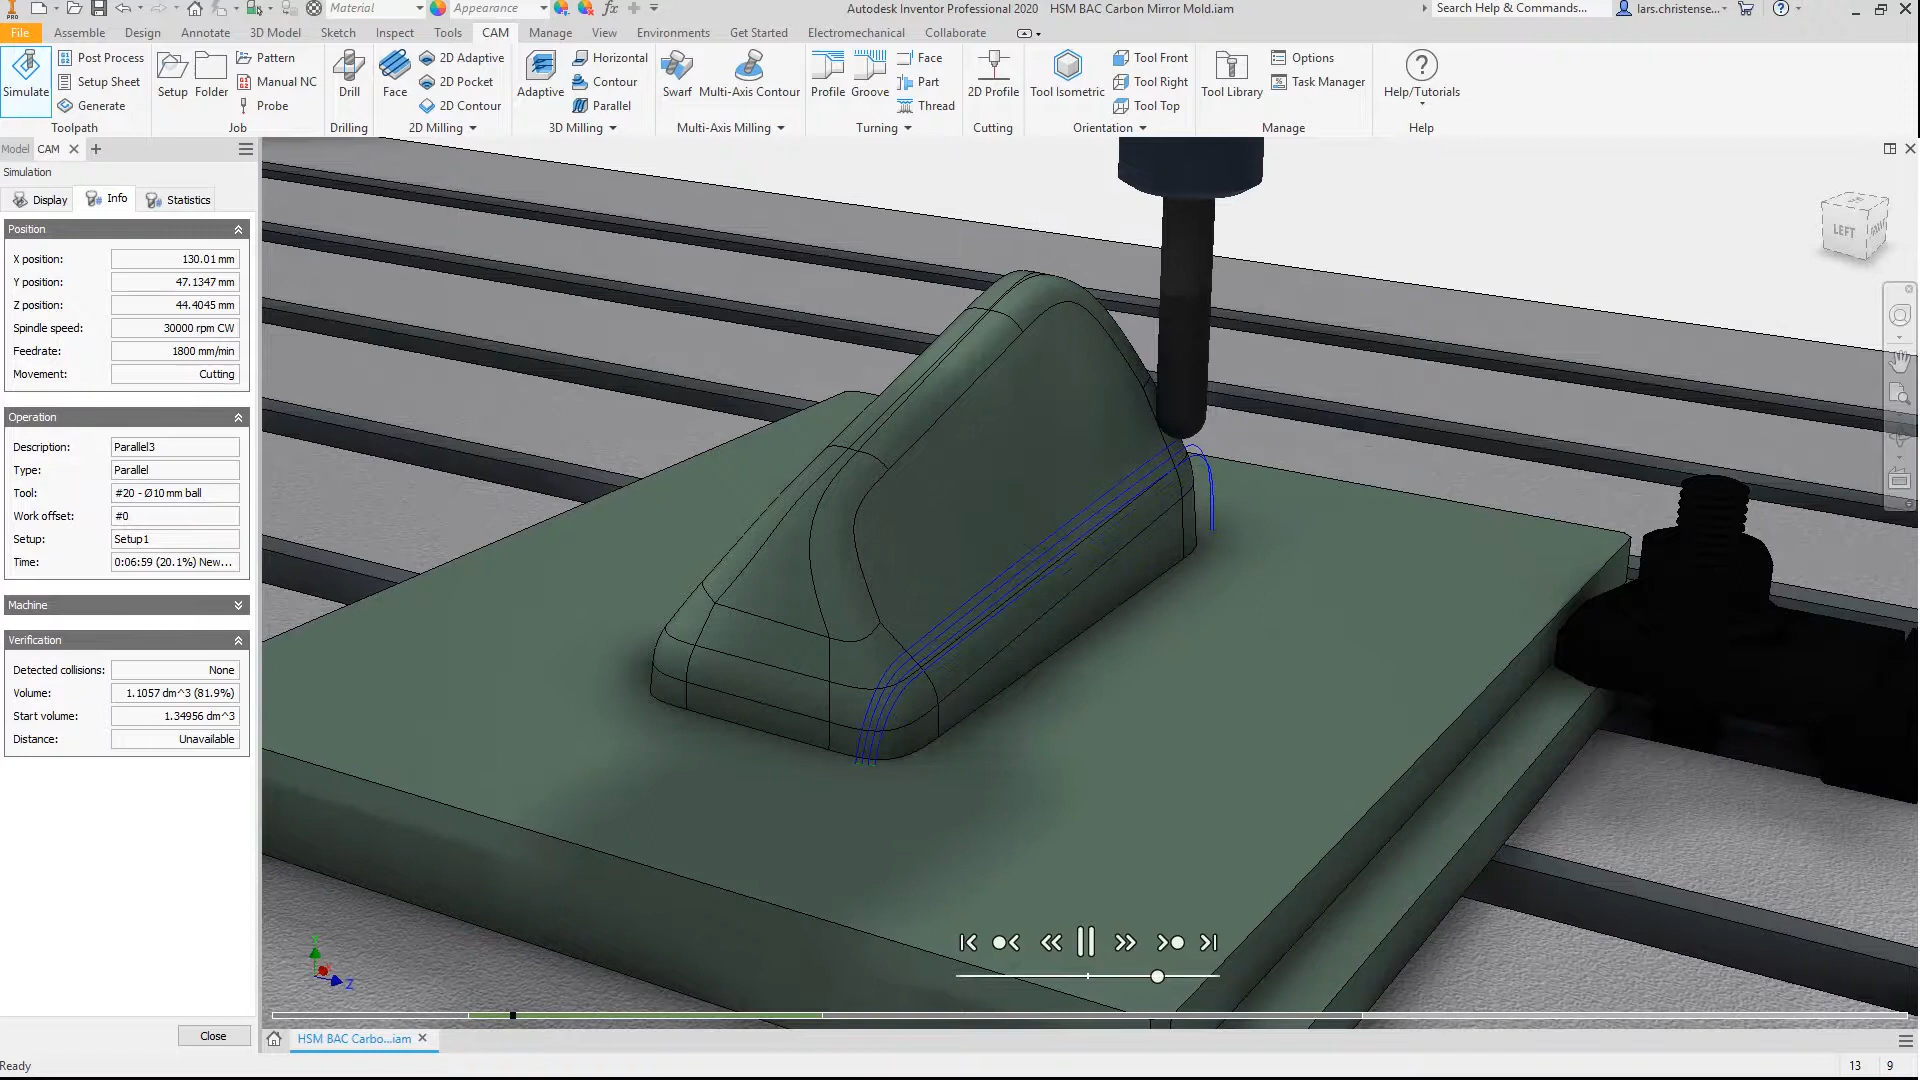 PRO
Material
Appearance
Autodesk Inventor Professional 2020 HSM BAC Carbon Mirror Mold.iam
Search Help & Commands...
lars.christense...
File Assemble Design Annotate 3D Model Sketch Inspect Tools CAM Manage View Environments Get Started Electromechanical Collaborate
Simulate
Post Process
Setup Sheet
Generate
Toolpath
Setup
Folder
Pattern
Manual NC
Probe
Job
Drill
Drilling
Face
2D Adaptive
2D Pocket
2D Contour
2D Milling
Adaptive
Horizontal
Contour
Parallel
3D Milling
Swarf
Multi-Axis Contour
Multi-Axis Milling
Profile
Groove
Face
Part
Thread
Turning
2D Profile
Cutting
Tool Isometric
Tool Front
Tool Right
Tool Top
Orientation
Tool Library
Options
Task Manager
Manage
Help/Tutorials
Help
Model CAM
Simulation
Display Info Statistics
Position
X position: 130.01 mm
Y position: 47.1347 mm
Z position: 44.4045 mm
Spindle speed: 30000 rpm CW
Feedrate: 1800 mm/min
Movement: Cutting
Operation
Description: Parallel3
Type: Parallel
Tool: #20 - Ø10 mm ball
Work offset: #0
Setup: Setup1
Time: 0:06:59 (20.1%) New...
Machine
Verification
Detected collisions: None
Volume: 1.1057 dm^3 (81.9%)
Start volume: 1.34956 dm^3
Distance: Unavailable
LEFT
Z
Close
HSM BAC Carbo...iam
Ready
13 9